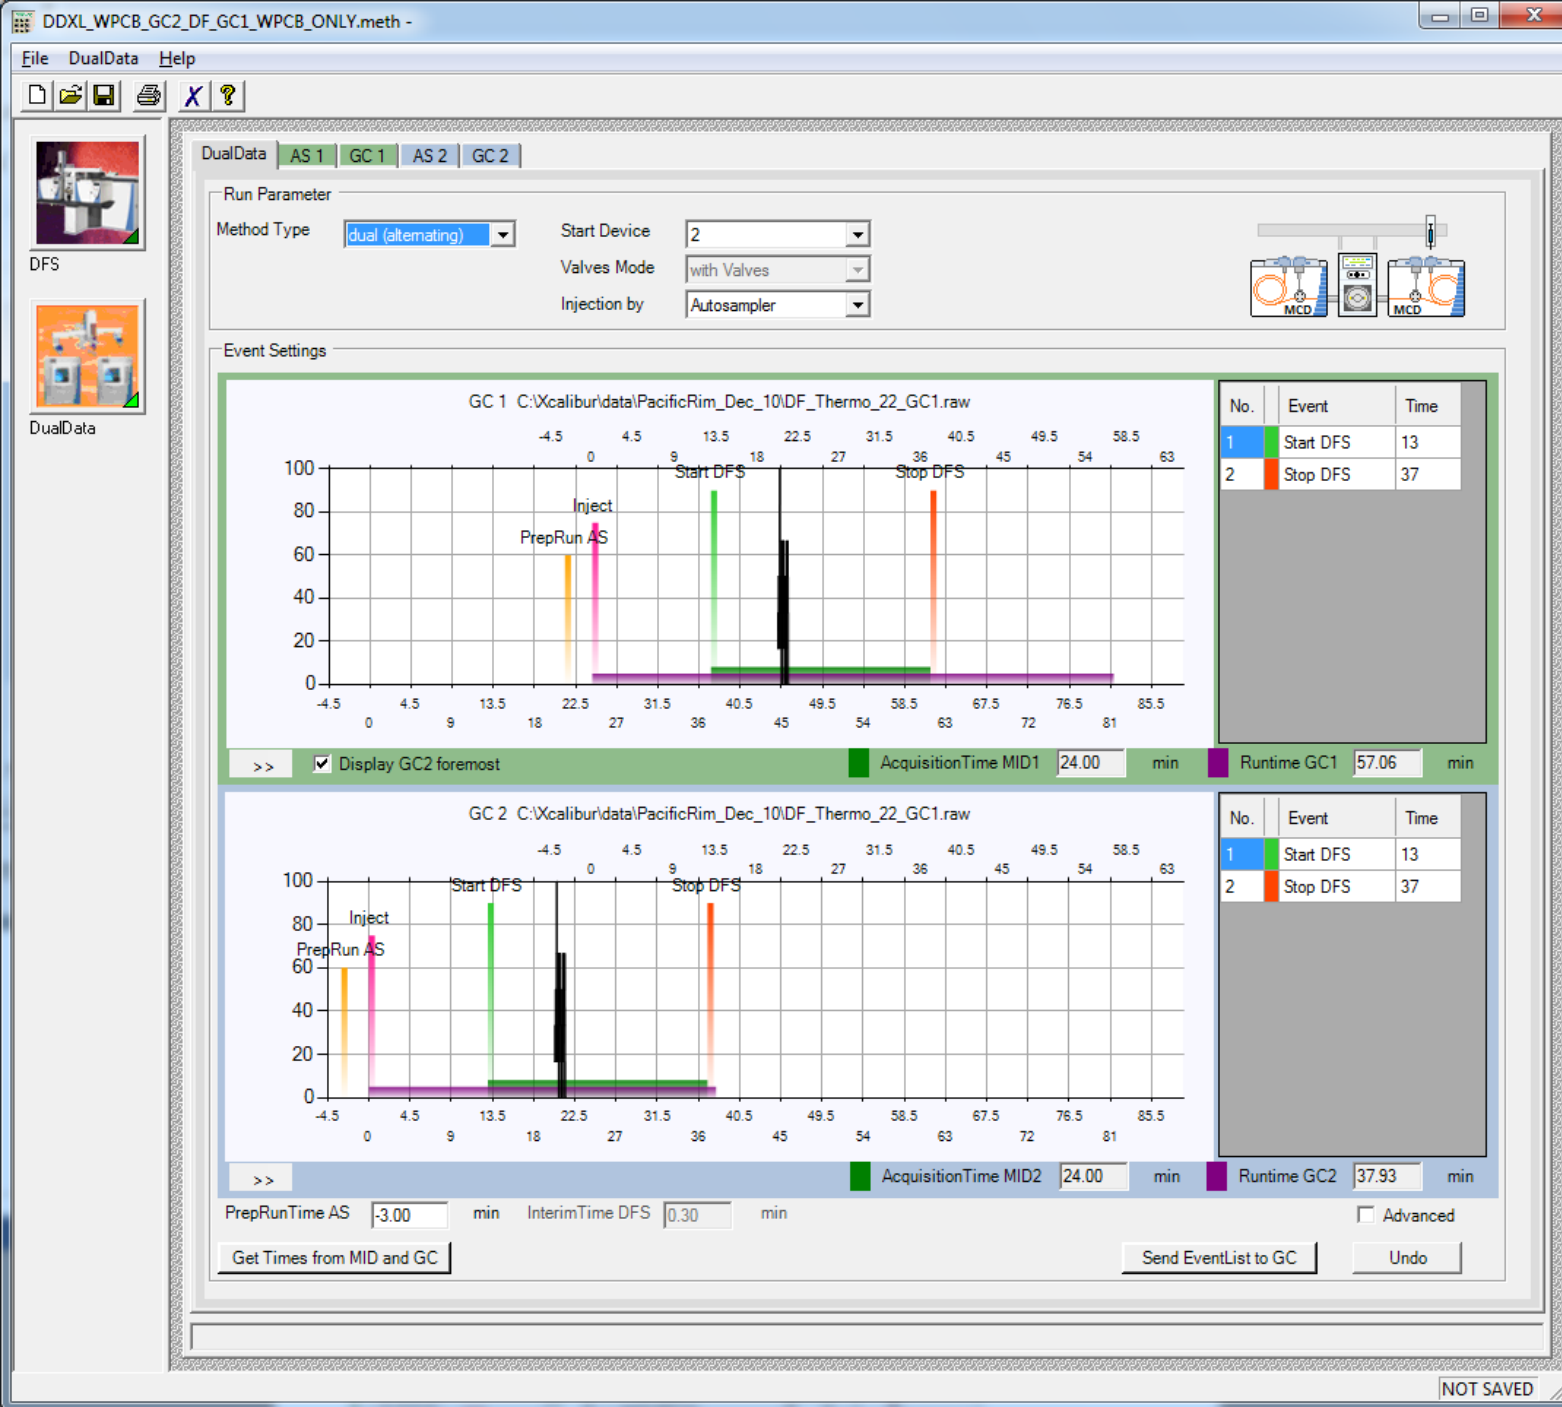 DDXL_WPCB_GC2_DF_GC1_WPCB_ONLY.meth -
File DualData Help
DFS
DualData
DualData AS 1 GC 1 AS 2 GC 2
Run Parameter
Method Type dual (alternating) Start Device 2
Valves Mode with Valves
Injection by Autosampler
MCD MCD
Event Settings
GC 1 C:\Xcalibur\data\PacificRim_Dec_10\DF_Thermo_22_GC1.raw
-4.5 4.5 13.5 22.5 31.5 40.5 49.5 58.5
0 9 18 27 36 45 54 63
100 Start DFS Stop DFS
80 Inject
PrepRun AS
60
40
20
0
-4.5 4.5 13.5 22.5 31.5 40.5 49.5 58.5 67.5 76.5 85.5
0 9 18 27 36 45 54 63 72 81
No. Event Time
1 Start DFS 13
2 Stop DFS 37
>> Display GC2 foremost AcquisitionTime MID1 24.00 min Runtime GC1 57.06 min
GC 2 C:\Xcalibur\data\PacificRim_Dec_10\DF_Thermo_22_GC1.raw
-4.5 4.5 13.5 22.5 31.5 40.5 49.5 58.5
0 9 18 27 36 45 54 63
100 Start DFS Stop DFS
80 Inject
PrepRun AS
60
40
20
0
-4.5 4.5 13.5 22.5 31.5 40.5 49.5 58.5 67.5 76.5 85.5
0 9 18 27 36 45 54 63 72 81
No. Event Time
1 Start DFS 13
2 Stop DFS 37
>> AcquisitionTime MID2 24.00 min Runtime GC2 37.93 min
PrepRunTime AS -3.00 min InterimTime DFS 0.30 min Advanced
Get Times from MID and GC Send EventList to GC Undo
NOT SAVED